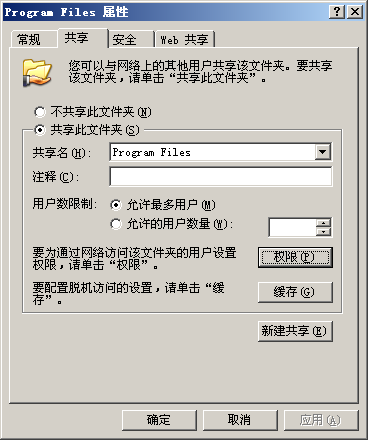 Program Files 属性
常规 共享 安全 Web 共享
您可以与网络上的其他用户共享该文件夹。要共享
该文件夹，请单击“共享此文件夹”。
不共享此文件夹(N)
共享此文件夹(S)
共享名(H): Program Files
注释(C):
用户数限制: 允许最多用户(M)
允许的用户数量(W):
要为通过网络访问该文件夹的用户设置
权限，请单击“权限”。
权限(P)
要配置脱机访问的设置，请单击“缓
存”。
缓存(G)
新建共享(E)
确定 取消 应用(A)